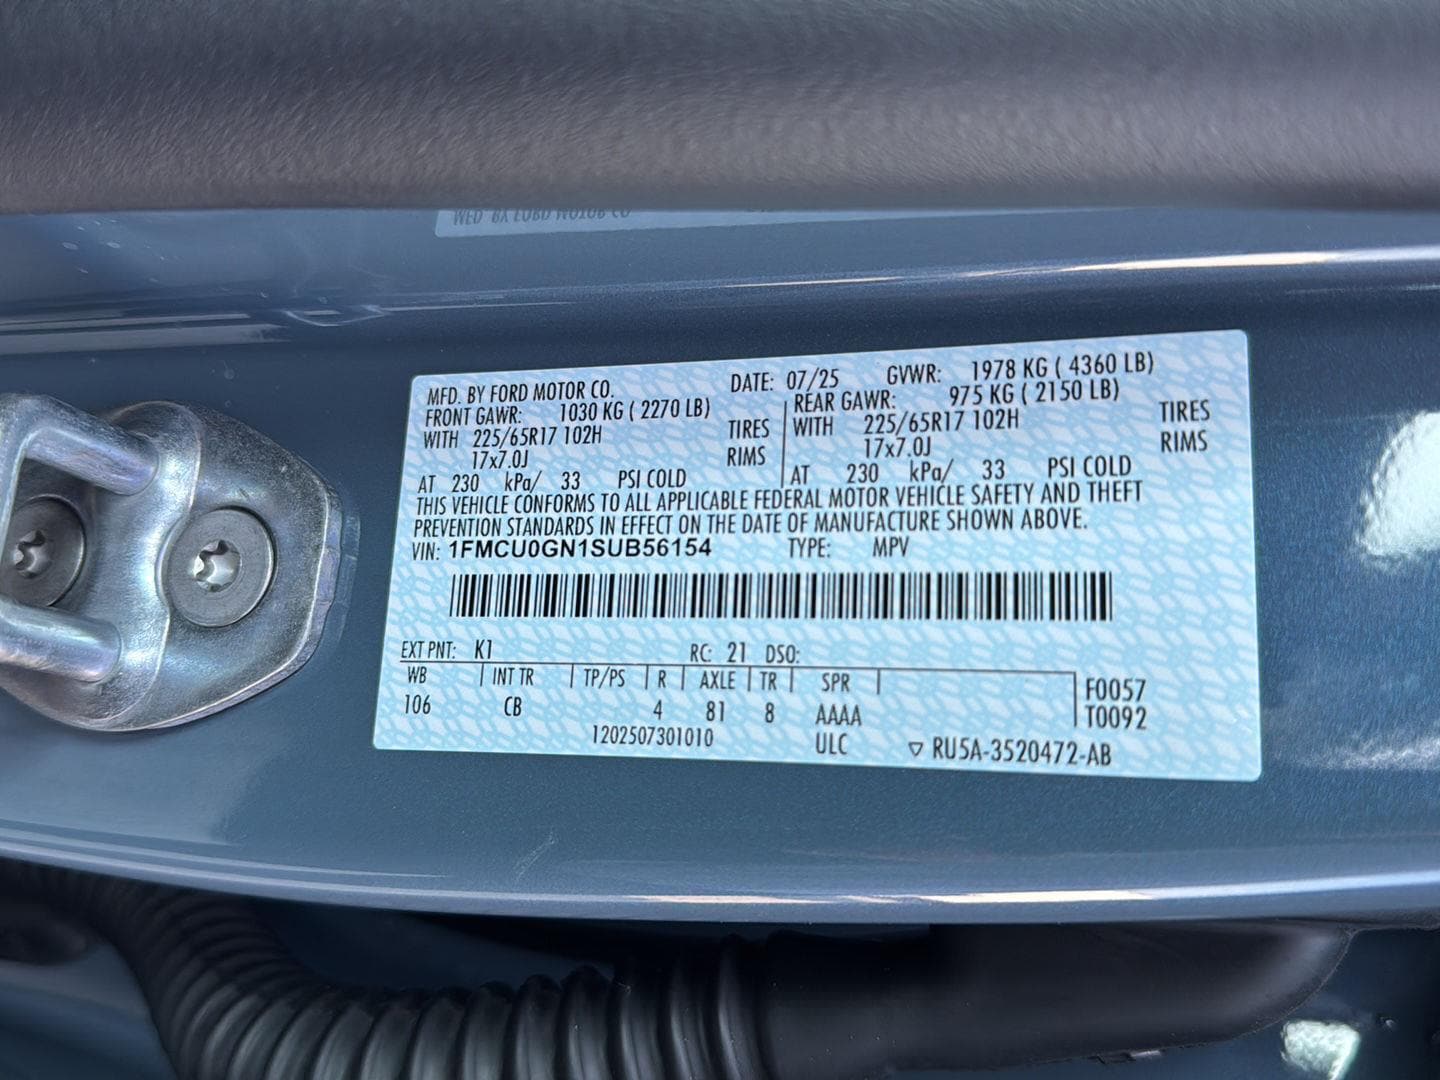 MFD. BY FORD MOTOR CO. DATE: 07/25 GVWR: 1978 KG ( 4360 LB)
FRONT GAWR: 1030 KG ( 2270 LB) REAR GAWR: 975 KG ( 2150 LB)
WITH 225/65R17 102H TIRES WITH 225/65R17 102H TIRES
17x7.0J RIMS 17x7.0J RIMS
AT 230 kPa/ 33 PSI COLD AT 230 kPa/ 33 PSI COLD
THIS VEHICLE CONFORMS TO ALL APPLICABLE FEDERAL MOTOR VEHICLE SAFETY AND THEFT
PREVENTION STANDARDS IN EFFECT ON THE DATE OF MANUFACTURE SHOWN ABOVE.
VIN: 1FMCU0GN1SUB56154 TYPE: MPV
EXT PNT: K1 RC: 21 DSO:
WB INT TR TP/PS R AXLE TR SPR F0057
106 CB 4 81 8 AAAA T0092
1202507301010 ULC ▽ RU5A-3520472-AB